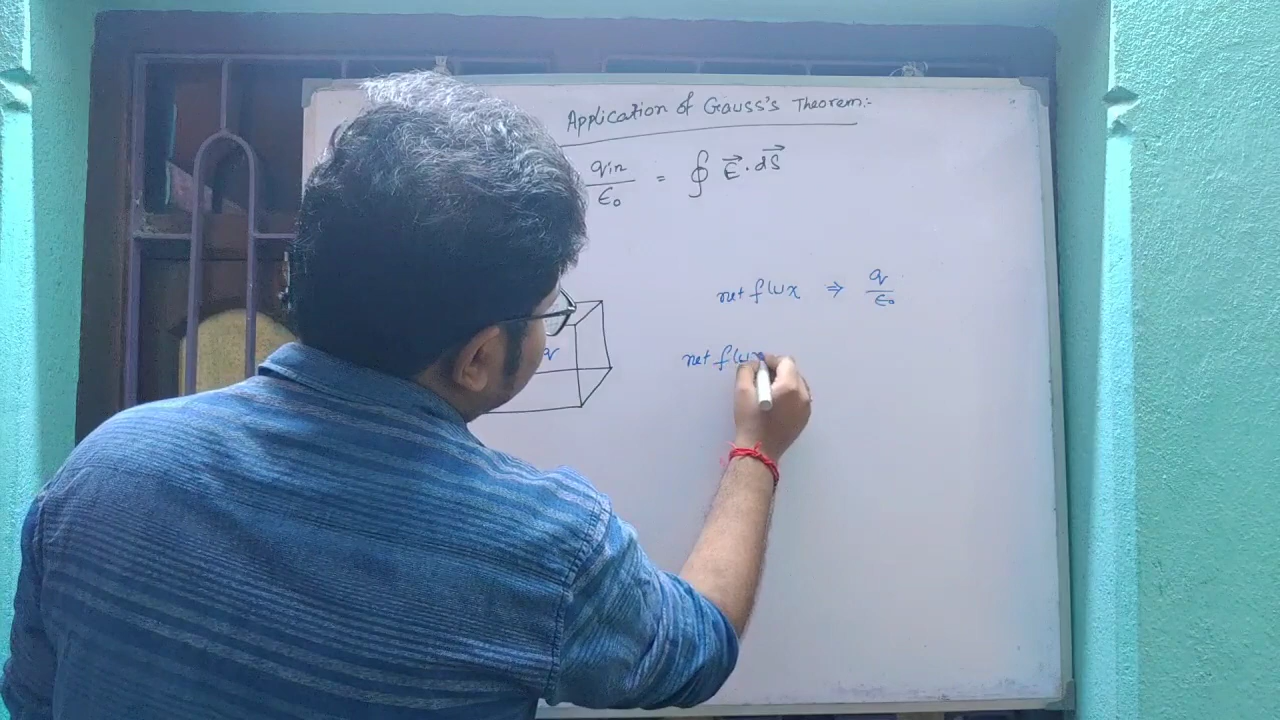 Application of Gauss's Theorem:-
qin/ϵ₀ = ∮ E⃗ · dS⃗
net flux ⇒ q/ϵ₀
q
net flux